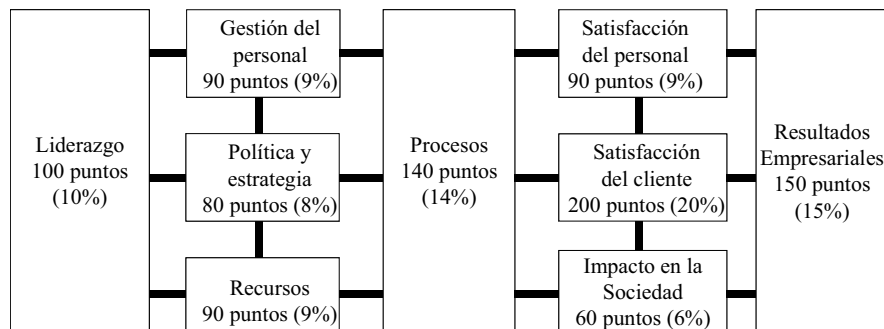 Liderazgo
100 puntos
(10%)
Gestión del
personal
90 puntos (9%)
Política y
estrategia
80 puntos (8%)
Recursos
90 puntos (9%)
Procesos
140 puntos
(14%)
Satisfacción
del personal
90 puntos (9%)
Satisfacción
del cliente
200 puntos (20%)
Impacto en la
Sociedad
60 puntos (6%)
Resultados
Empresariales
150 puntos
(15%)